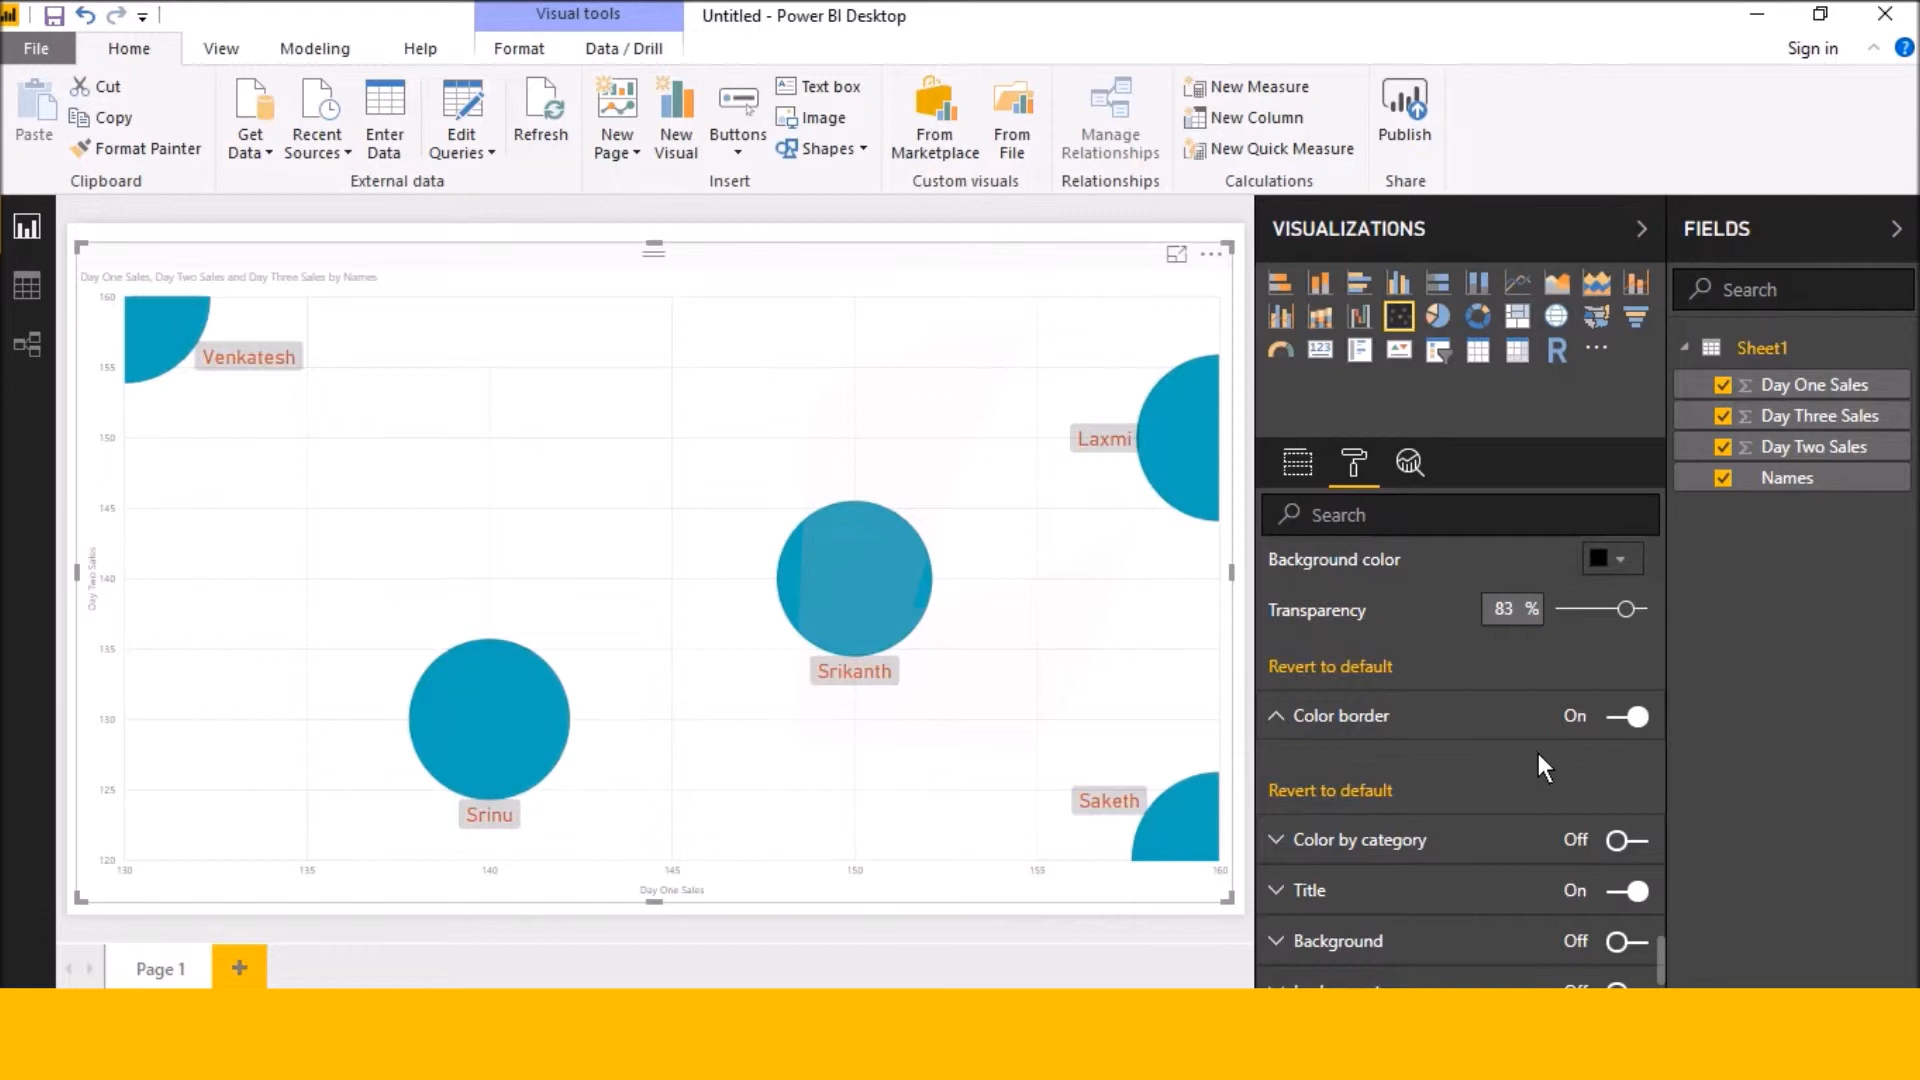 Visual tools
Untitled - Power BI Desktop
File
Home
View
Modeling
Help
Format
Data / Drill
Sign in
?
Paste
Cut
Copy
Format Painter
Clipboard
Get
Data
Recent
Sources
Enter
Data
Edit
Queries
Refresh
External data
New
Page
New
Visual
Buttons
Text box
Image
Shapes
Insert
From
Marketplace
From
File
Custom visuals
Manage
Relationships
Relationships
New Measure
New Column
New Quick Measure
Calculations
Publish
Share
Day One Sales, Day Two Sales and Day Three Sales by Names
160
155
150
145
140
135
130
125
120
Day Two Sales
Venkatesh
Laxmi
Srikanth
Srinu
Saketh
130
135
140
145
150
155
160
Day One Sales
Page 1
VISUALIZATIONS
123
R
Search
Background color
Transparency
83 %
Revert to default
Color border
On
Revert to default
Color by category
Off
Title
On
Background
Off
FIELDS
Search
Sheet1
Σ Day One Sales
Σ Day Three Sales
Σ Day Two Sales
Names